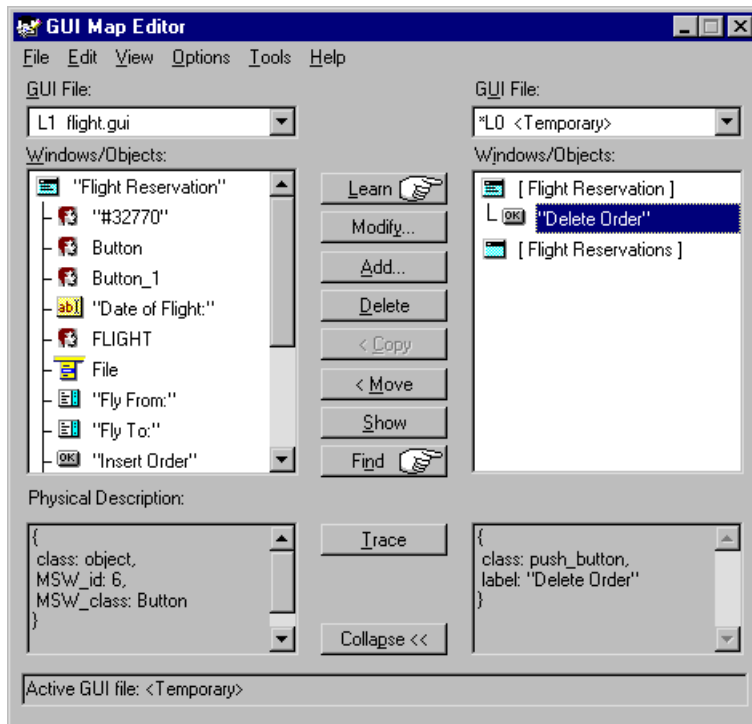 GUI Map Editor
File Edit View Options Tools Help
GUI File:
L1 flight.gui
Windows/Objects:
"Flight Reservation"
"#32770"
Button
Button_1
"Date of Flight:"
FLIGHT
File
"Fly From:"
"Fly To:"
"Insert Order"
Learn
Modify...
Add...
Delete
< Copy
< Move
Show
Find
GUI File:
*L0 <Temporary>
Windows/Objects:
[ Flight Reservation ]
OK "Delete Order"
[ Flight Reservations ]
Physical Description:
{
class: object,
MSW_id: 6,
MSW_class: Button
}
Trace
Collapse <<
{
class: push_button,
label: "Delete Order"
}
Active GUI file: <Temporary>